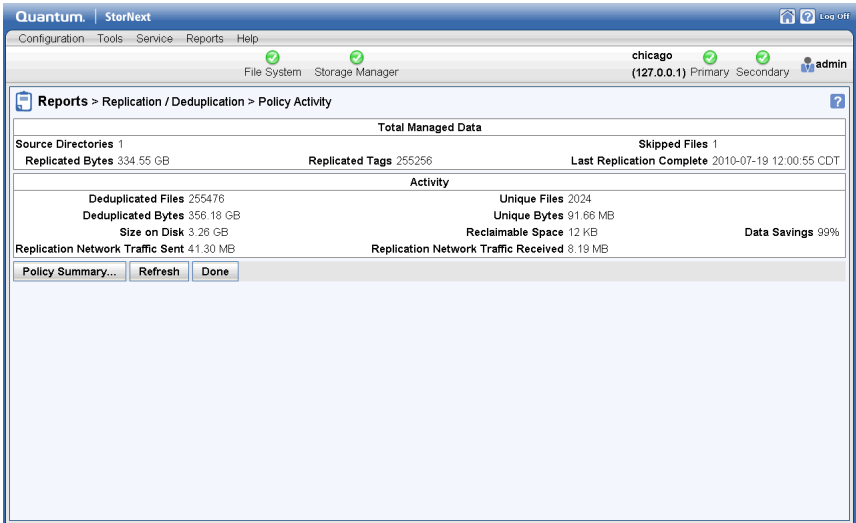 Quantum. StorNext Log Off
Configuration Tools Service Reports Help
File System Storage Manager chicago (127.0.0.1) Primary Secondary admin
Reports > Replication / Deduplication > Policy Activity
Total Managed Data
Source Directories 1 Skipped Files 1
Replicated Bytes 334.55 GB Replicated Tags 255256 Last Replication Complete 2010-07-19 12:00:55 CDT
Activity
Deduplicated Files 255476 Unique Files 2024
Deduplicated Bytes 356.18 GB Unique Bytes 91.66 MB
Size on Disk 3.26 GB Reclaimable Space 12 KB Data Savings 99%
Replication Network Traffic Sent 41.30 MB Replication Network Traffic Received 8.19 MB
Policy Summary... Refresh Done